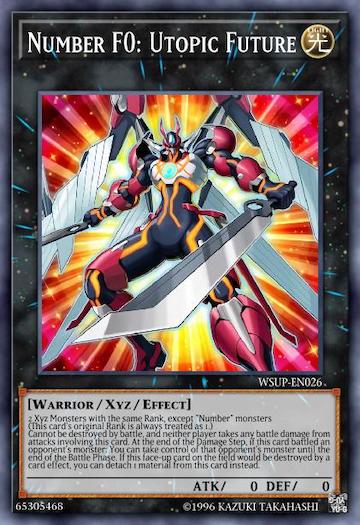 Number F0: Utopic Future
LIGHT
光
WSUP-EN026
[Warrior / Xyz / Effect]
2 Xyz Monsters with the same Rank, except "Number" monsters
(This card's original Rank is always treated as 1.)
Cannot be destroyed by battle, and neither player takes any battle damage from
attacks involving this card. At the end of the Damage Step, if this card battled an
opponent's monster: You can take control of that opponent's monster until the
end of the Battle Phase. If this face-up card on the field would be destroyed by a
card effect, you can detach 1 material from this card instead.
ATK/ 0 DEF/ 0
65305468
©1996 KAZUKI TAKAHASHI